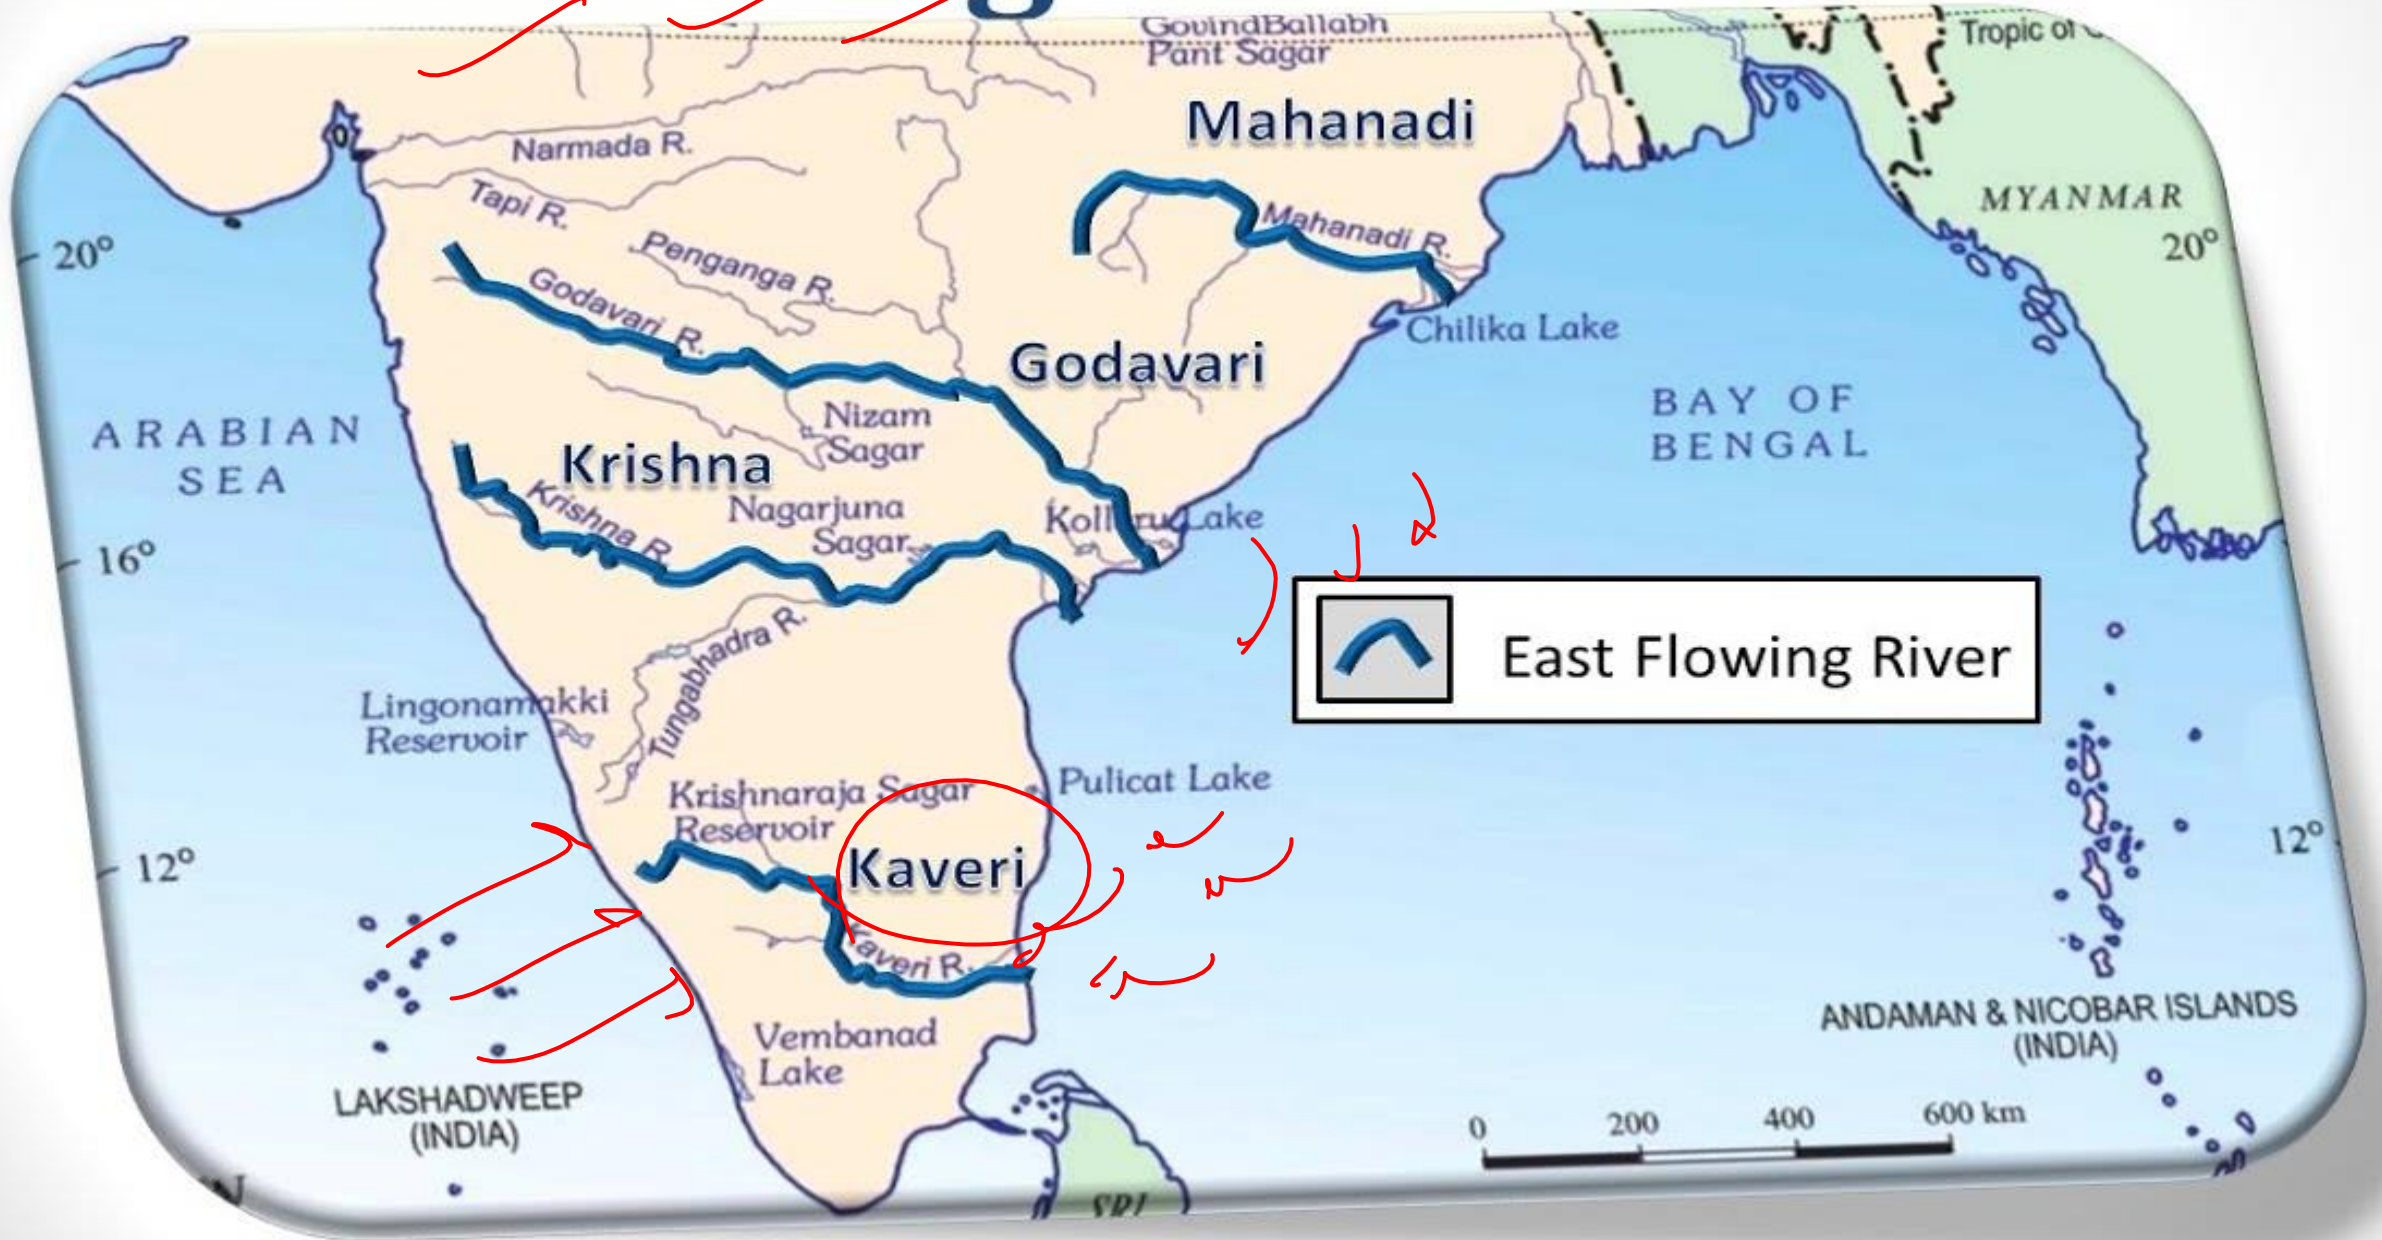 g
GovindBallabh
Pant Sagar
Tropic of
Mahanadi
Narmada R.
Tapi R.
MYANMAR
Mahanadi R.
20°
20°
Penganga R.
Godavari R.
Chilika Lake
Godavari
ARABIAN
SEA
Nizam
Sagar
BAY OF
BENGAL
Krishna
Krishna R.
Nagarjuna
Sagar
Kolleru Lake
16°
East Flowing River
Tungabhadra R.
Lingonamakki
Reservoir
Krishnaraja Sagar
Reservoir
Pulicat Lake
12°
12°
Kaveri
Kaveri R.
Vembanad
Lake
LAKSHADWEEP
(INDIA)
ANDAMAN & NICOBAR ISLANDS
(INDIA)
0 200 400 600 km
SRI